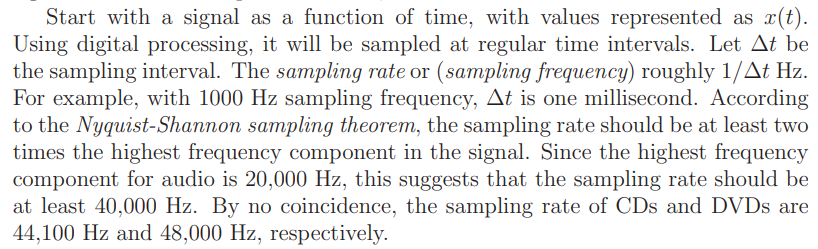 Start with a signal as a function of time, with values represented as x(t).
Using digital processing, it will be sampled at regular time intervals. Let Δt be
the sampling interval. The sampling rate or (sampling frequency) roughly 1/Δt Hz.
For example, with 1000 Hz sampling frequency, Δt is one millisecond. According
to the Nyquist-Shannon sampling theorem, the sampling rate should be at least two
times the highest frequency component in the signal. Since the highest frequency
component for audio is 20,000 Hz, this suggests that the sampling rate should be
at least 40,000 Hz. By no coincidence, the sampling rate of CDs and DVDs are
44,100 Hz and 48,000 Hz, respectively.